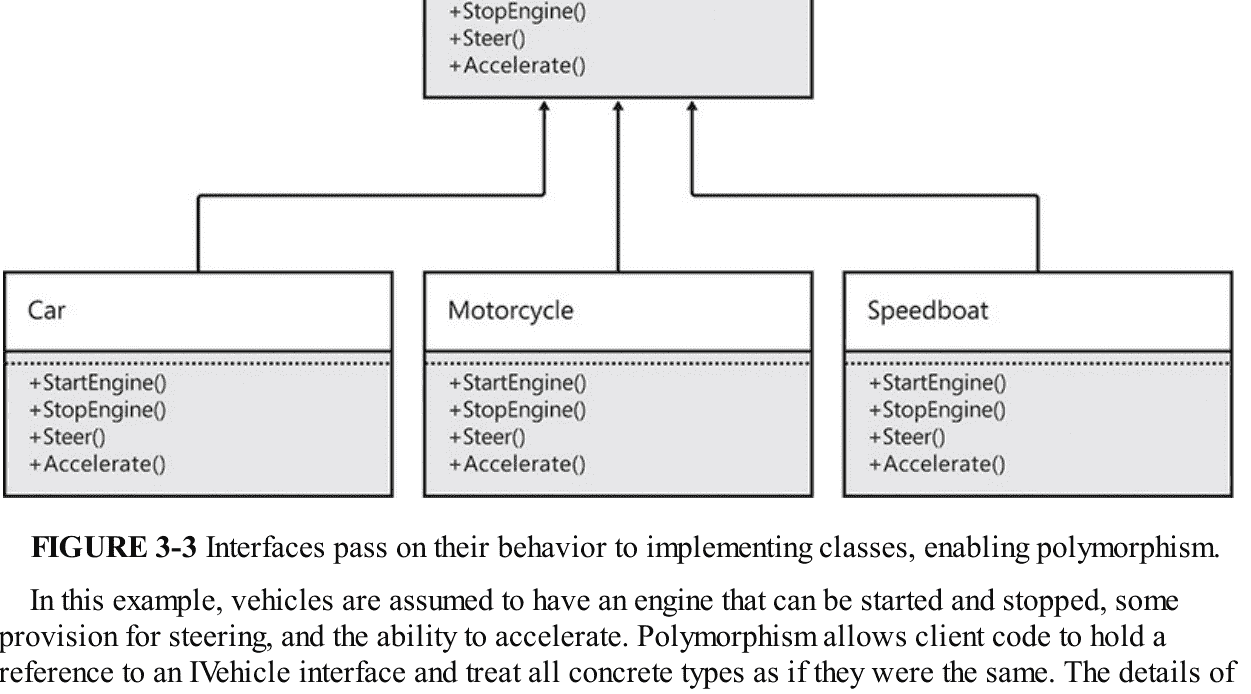 +StopEngine()
+Steer()
+Accelerate()
Car
+StartEngine()
+StopEngine()
+Steer()
+Accelerate()
Motorcycle
+StartEngine()
+StopEngine()
+Steer()
+Accelerate()
Speedboat
+StartEngine()
+StopEngine()
+Steer()
+Accelerate()
FIGURE 3-3 Interfaces pass on their behavior to implementing classes, enabling polymorphism.
In this example, vehicles are assumed to have an engine that can be started and stopped, some
provision for steering, and the ability to accelerate. Polymorphism allows client code to hold a
reference to an IVehicle interface and treat all concrete types as if they were the same. The details of